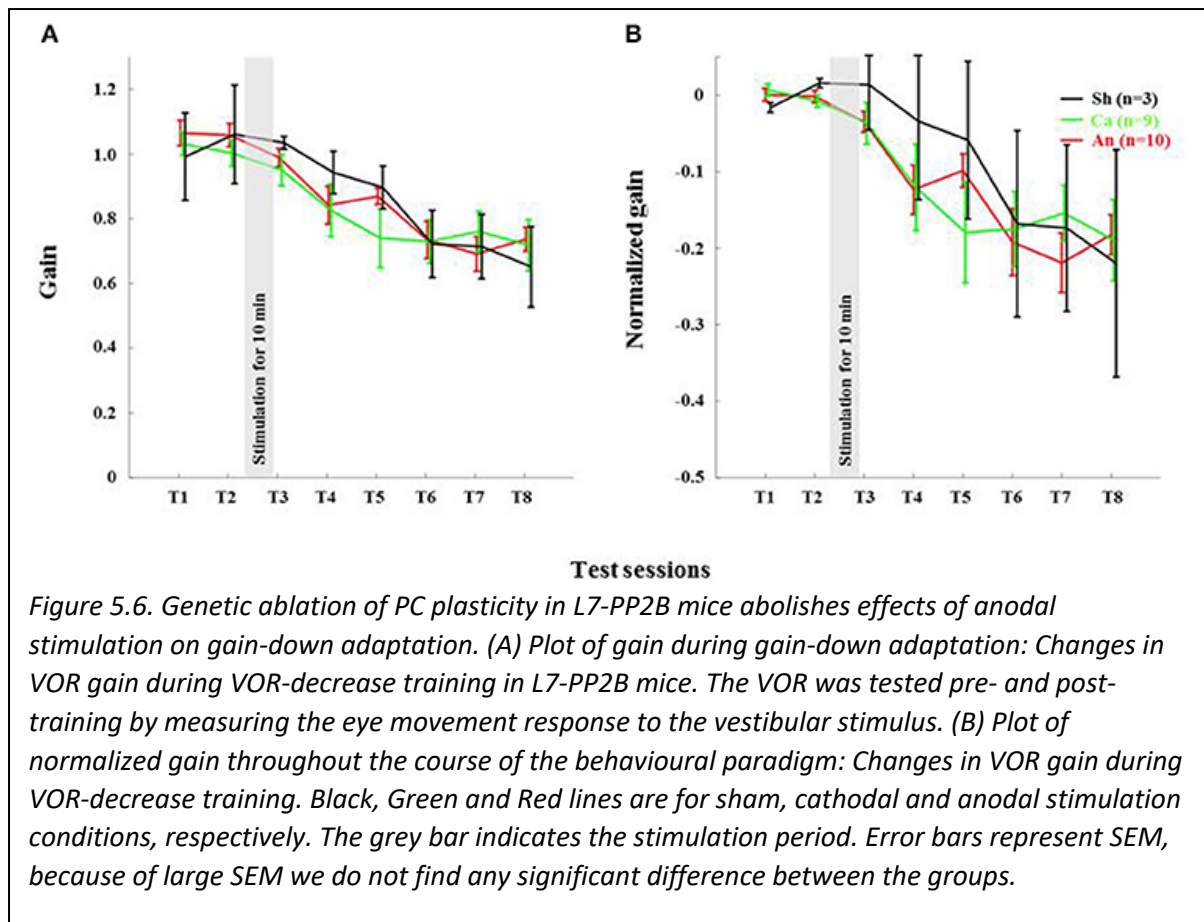 A
B
1.2
1.0
0.8
0.6
0.4
0.2
0
Gain
Stimulation for 10 min
T1 T2 T3 T4 T5 T6 T7 T8
0
-0.1
-0.2
-0.3
-0.4
-0.5
Normalized gain
Stimulation for 10 min
Sh (n=3)
Ca (n=9)
An (n=10)
T1 T2 T3 T4 T5 T6 T7 T8
Test sessions
Figure 5.6. Genetic ablation of PC plasticity in L7-PP2B mice abolishes effects of anodal
stimulation on gain-down adaptation. (A) Plot of gain during gain-down adaptation: Changes in
VOR gain during VOR-decrease training in L7-PP2B mice. The VOR was tested pre- and post-
training by measuring the eye movement response to the vestibular stimulus. (B) Plot of
normalized gain throughout the course of the behavioural paradigm: Changes in VOR gain during
VOR-decrease training. Black, Green and Red lines are for sham, cathodal and anodal stimulation
conditions, respectively. The grey bar indicates the stimulation period. Error bars represent SEM,
because of large SEM we do not find any significant difference between the groups.